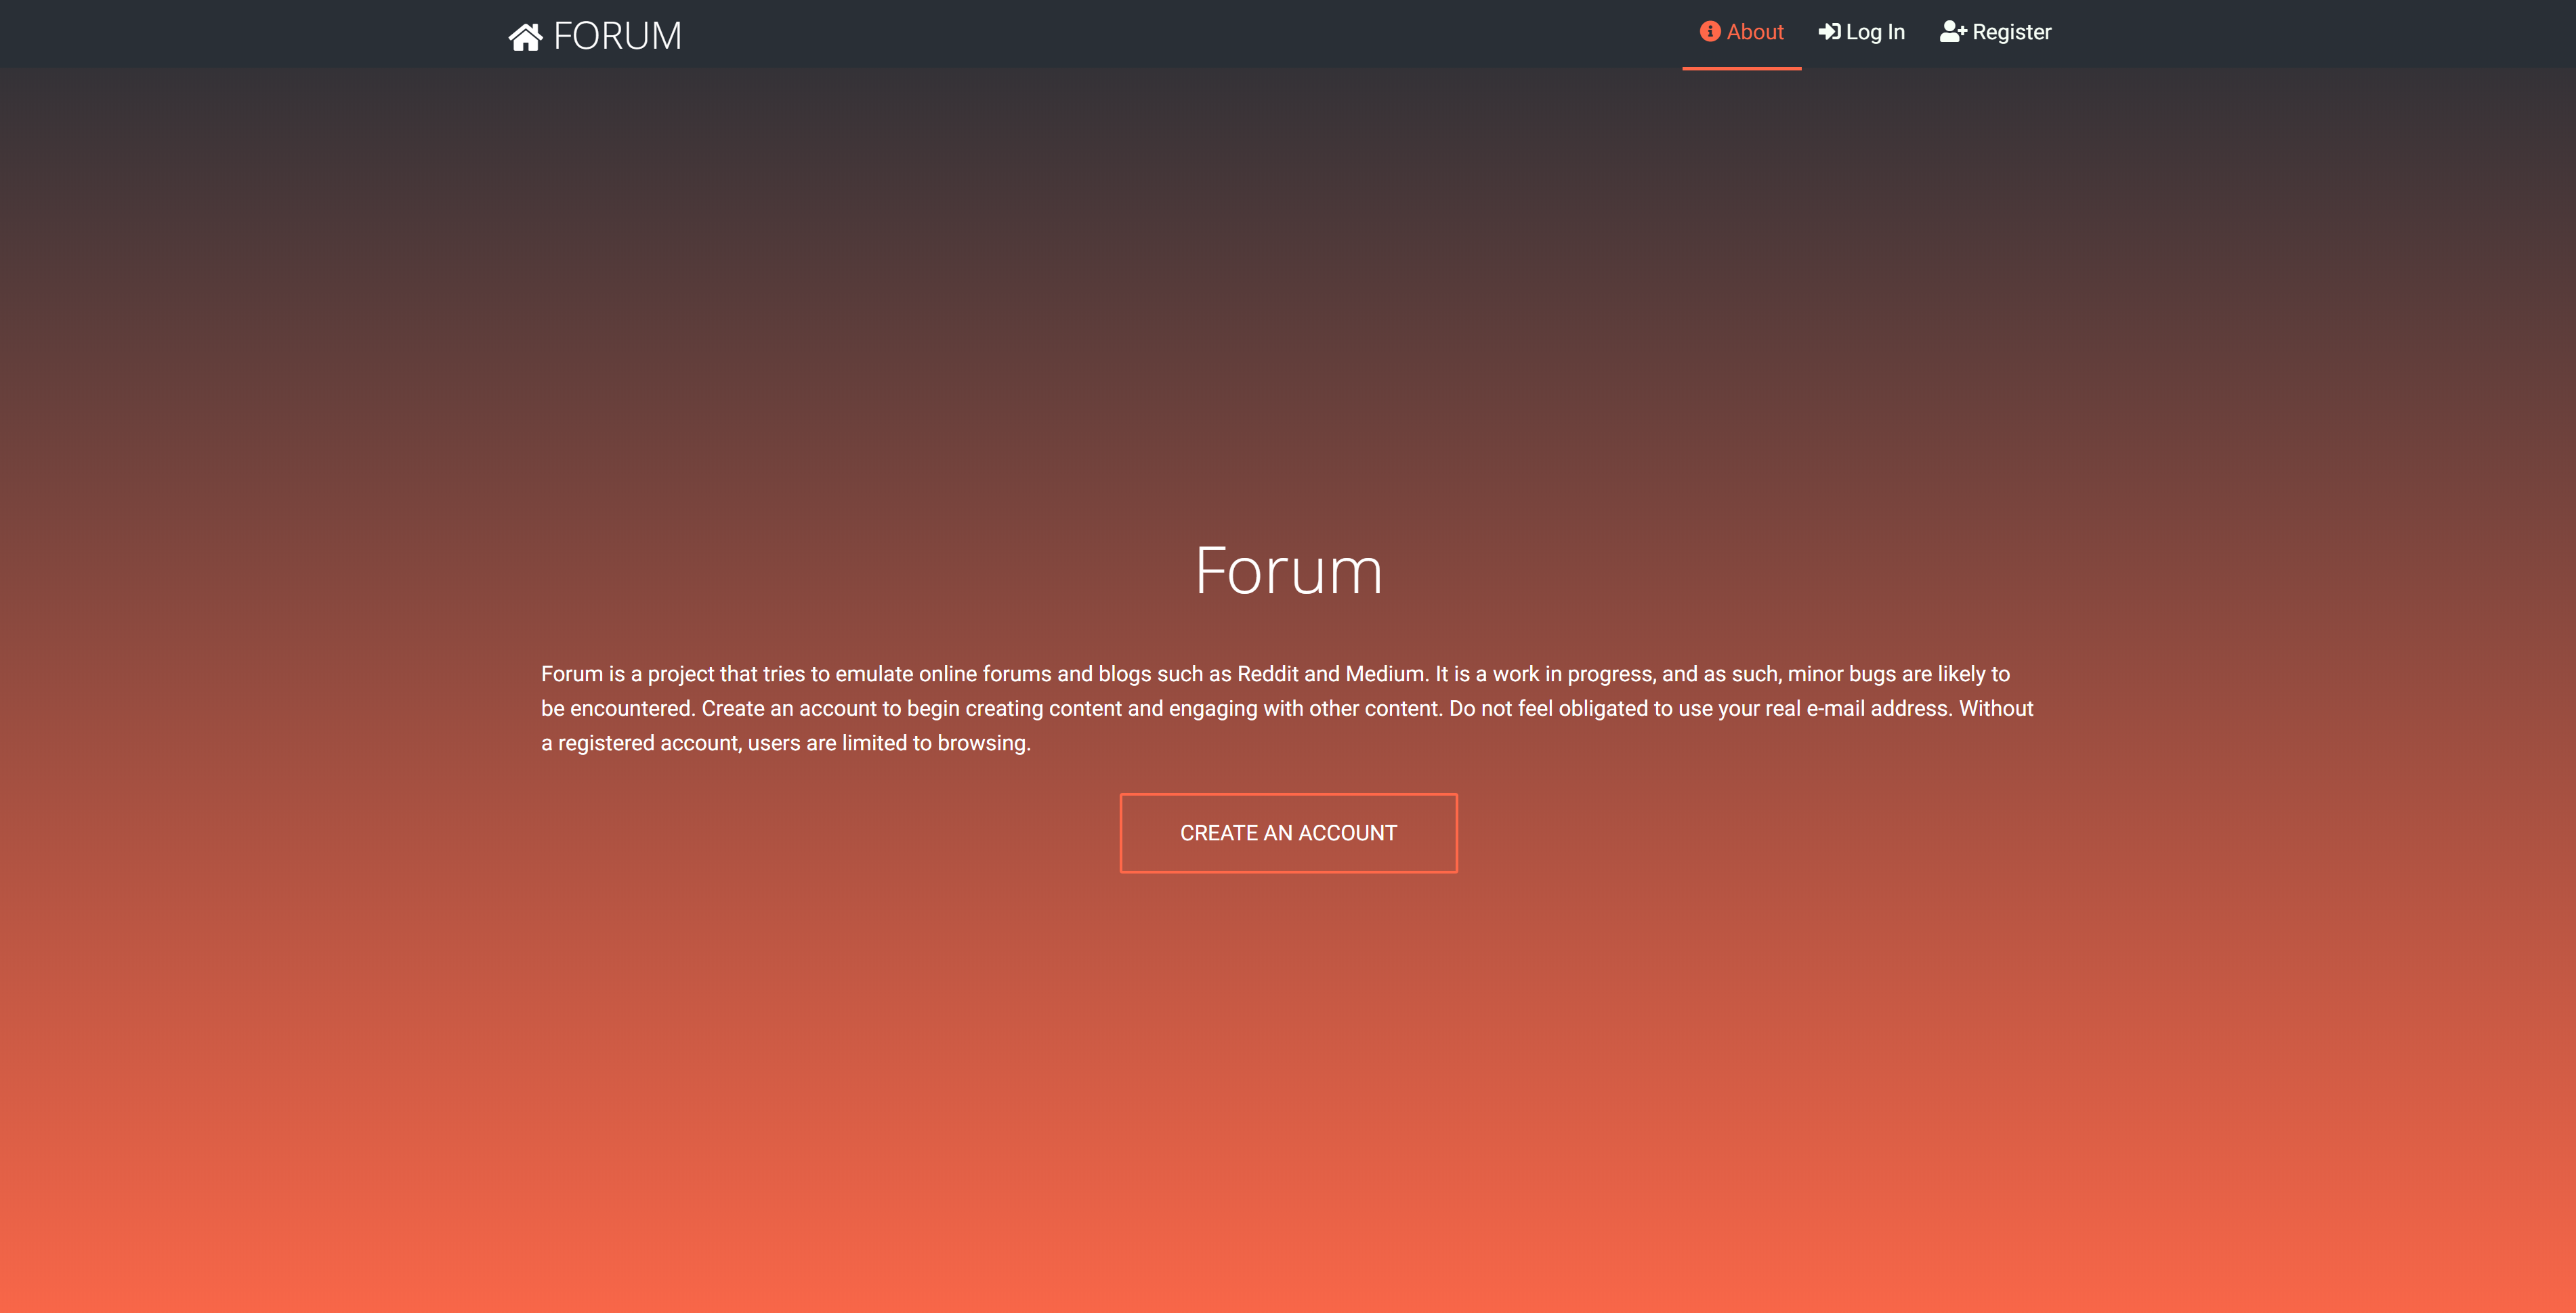 FORUM
About
Log In
Register
Forum
Forum is a project that tries to emulate online forums and blogs such as Reddit and Medium. It is a work in progress, and as such, minor bugs are likely to
be encountered. Create an account to begin creating content and engaging with other content. Do not feel obligated to use your real e-mail address. Without
a registered account, users are limited to browsing.
CREATE AN ACCOUNT